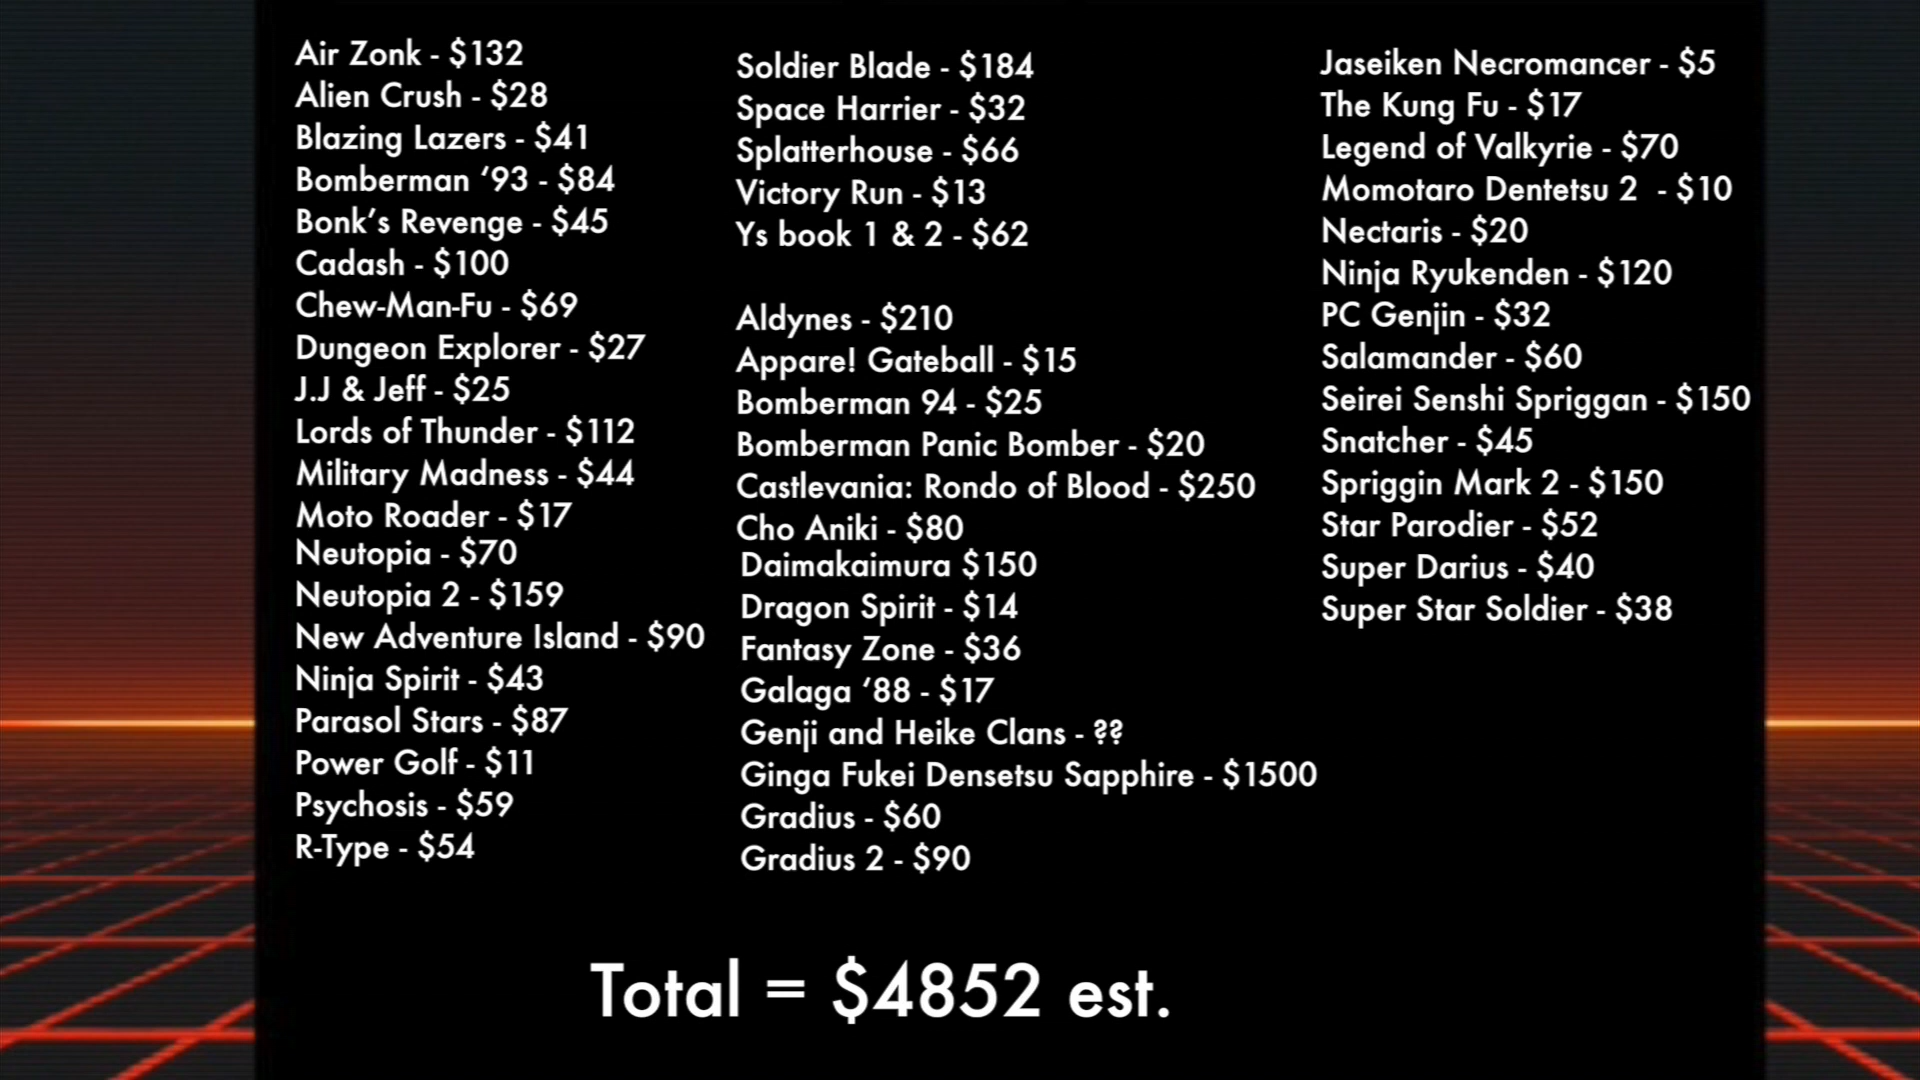 Air Zonk - $132
Alien Crush - $28
Blazing Lazers - $41
Bomberman ‘93 - $84
Bonk’s Revenge - $45
Cadash - $100
Chew-Man-Fu - $69
Dungeon Explorer - $27
J.J & Jeff - $25
Lords of Thunder - $112
Military Madness - $44
Moto Roader - $17
Neutopia - $70
Neutopia 2 - $159
New Adventure Island - $90
Ninja Spirit - $43
Parasol Stars - $87
Power Golf - $11
Psychosis - $59
R-Type - $54
Soldier Blade - $184
Space Harrier - $32
Splatterhouse - $66
Victory Run - $13
Ys book 1 & 2 - $62
Aldynes - $210
Appare! Gateball - $15
Bomberman 94 - $25
Bomberman Panic Bomber - $20
Castlevania: Rondo of Blood - $250
Cho Aniki - $80
Daimakaimura $150
Dragon Spirit - $14
Fantasy Zone - $36
Galaga ‘88 - $17
Genji and Heike Clans - ??
Ginga Fukei Densetsu Sapphire - $1500
Gradius - $60
Gradius 2 - $90
Jaseiken Necromancer - $5
The Kung Fu - $17
Legend of Valkyrie - $70
Momotaro Dentetsu 2  - $10
Nectaris - $20
Ninja Ryukenden - $120
PC Genjin - $32
Salamander - $60
Seirei Senshi Spriggan - $150
Snatcher - $45
Spriggin Mark 2 - $150
Star Parodier - $52
Super Darius - $40
Super Star Soldier - $38
Total = $4852 est.